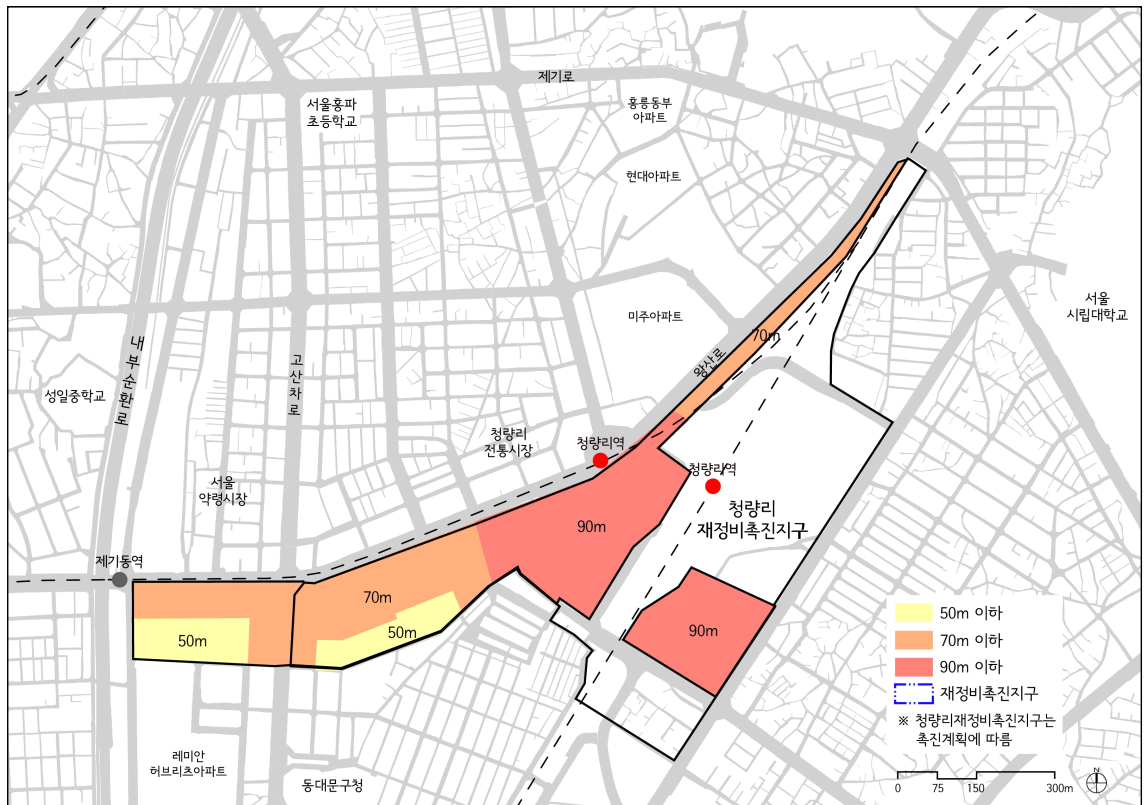 제기로
서울홍파
초등학교
홍릉동부
아파트
현대아파트
서울
시립대학교
미주아파트
70m
내부순환로
고산자로
왕산로
성일중학교
청량리
전통시장
청량리역
청량리역
서울
약령시장
90m
청량리
재정비촉진지구
제기동역
70m
50m
50m
90m
50m 이하
70m 이하
90m 이하
재정비촉진지구
※ 청량리재정비촉진지구는
촉진계획에 따름
레미안
허브리츠아파트
동대문구청
0 75 150 300m
N